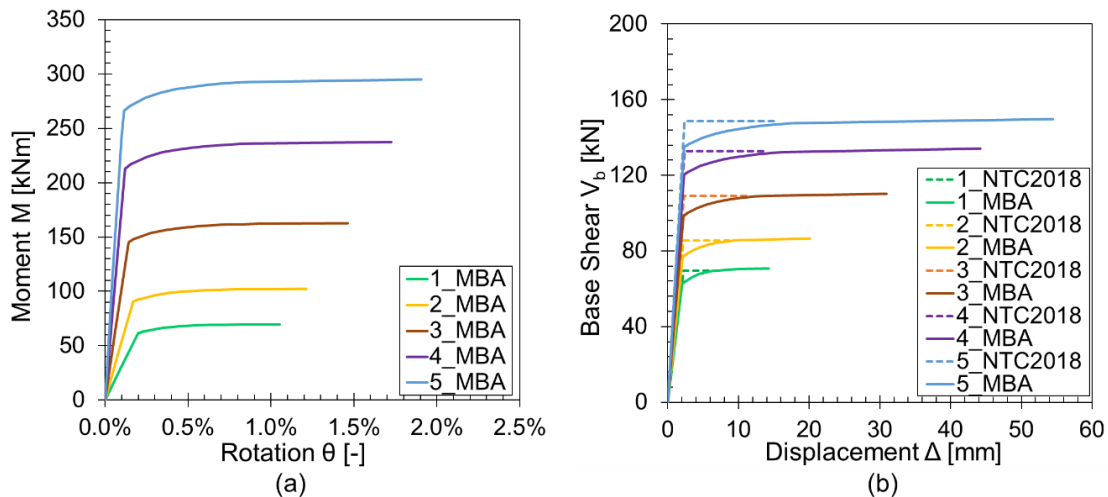 350
300
250
200
150
100
50
0
Moment M [kNm]
0.0%
0.5%
1.0%
1.5%
2.0%
2.5%
Rotation θ [-]
1_MBA
2_MBA
3_MBA
4_MBA
5_MBA
(a)
200
160
120
80
40
0
Base Shear V_b [kN]
0
10
20
30
40
50
60
Displacement Δ [mm]
1_NTC2018
1_MBA
2_NTC2018
2_MBA
3_NTC2018
3_MBA
4_NTC2018
4_MBA
5_NTC2018
5_MBA
(b)